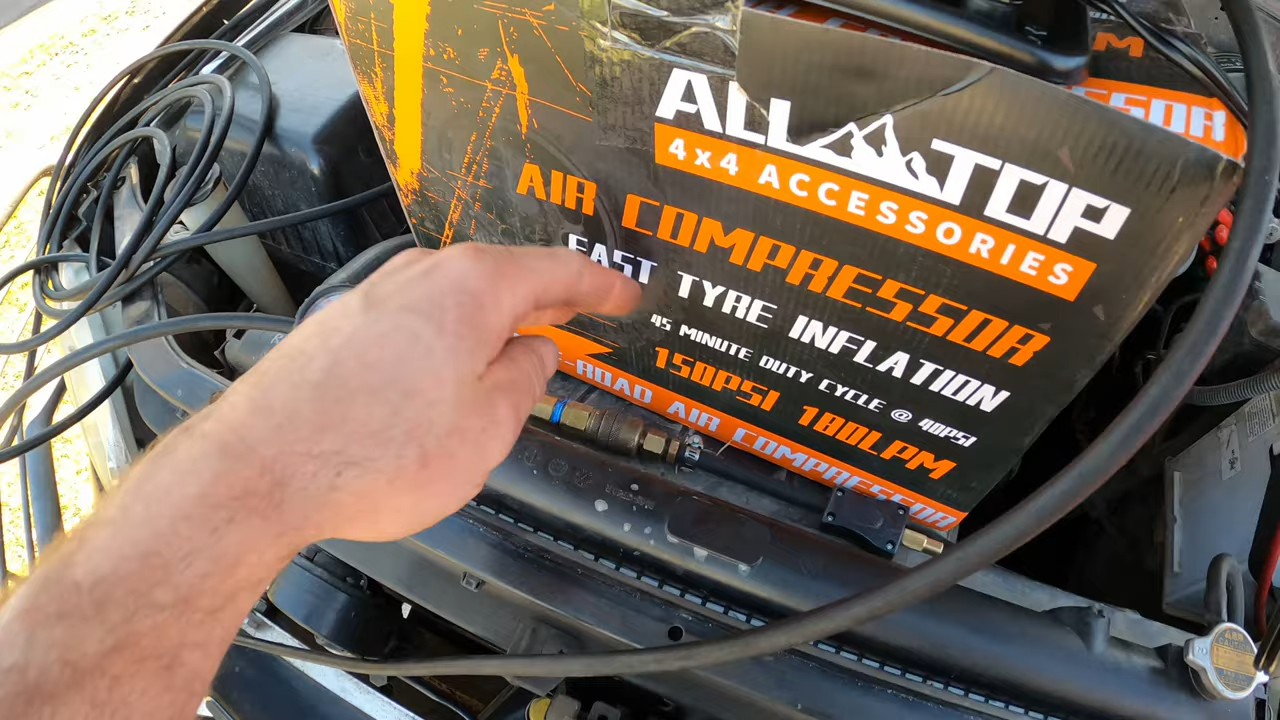 ALL TOP
4x4 ACCESSORIES
AIR COMPRESSOR
FAST TYRE INFLATION
45 MINUTE DUTY CYCLE @ 40PSI
150PSI 180LPM
-ROAD AIR COMPRESSOR